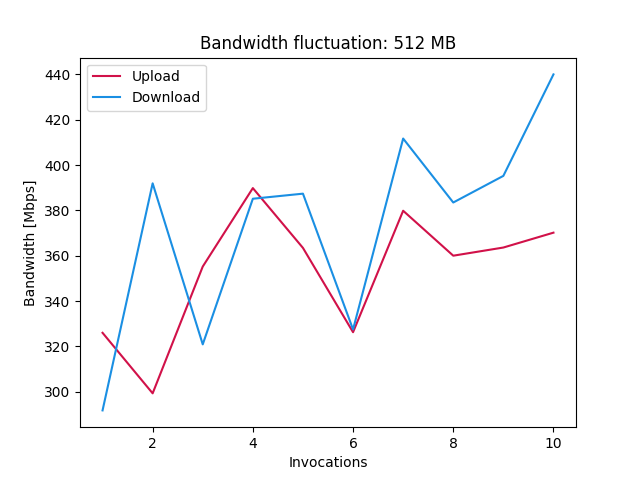 Bandwidth fluctuation: 512 MB
Upload
Download
440
420
400
380
360
340
320
300
Bandwidth [Mbps]
2 4 6 8 10
Invocations